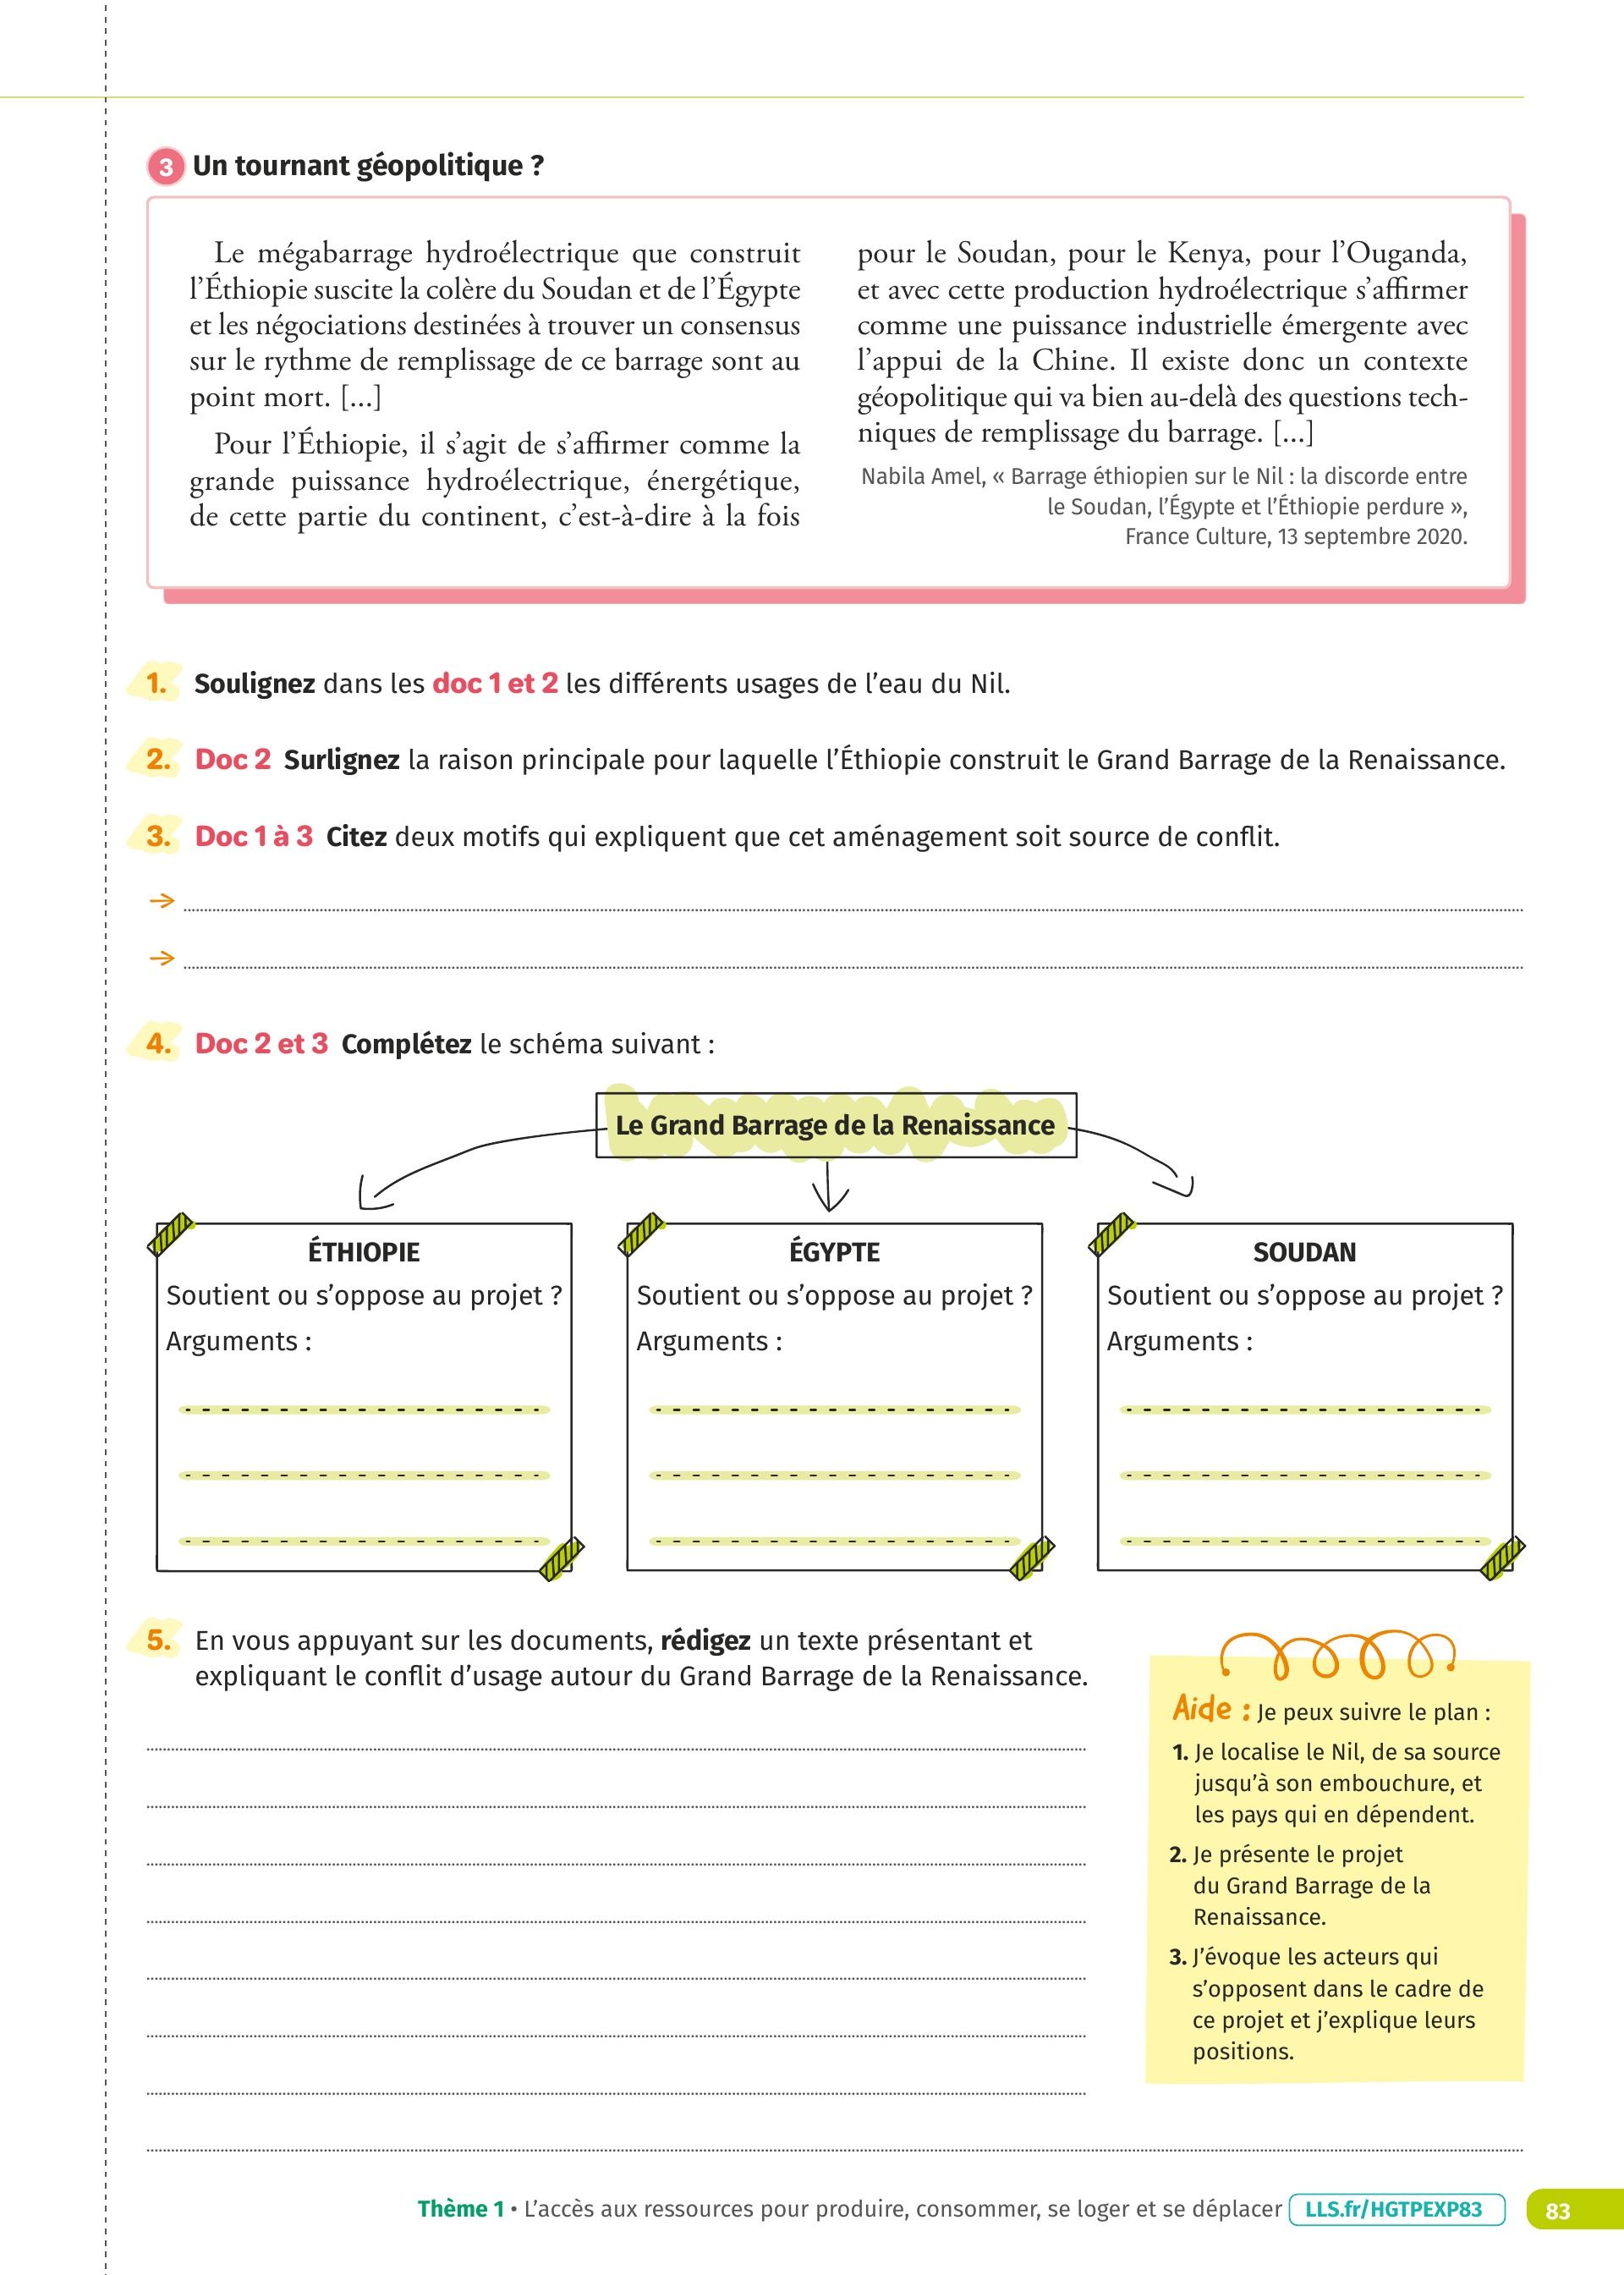 3 Un tournant géopolitique ?
Le mégabarrage hydroélectrique que construit
l'Éthiopie suscite la colère du Soudan et de l'Égypte
et les négociations destinées à trouver un consensus
sur le rythme de remplissage de ce barrage sont au
point mort. [...]
Pour l'Éthiopie, il s'agit de s'affirmer comme la
grande puissance hydroélectrique, énergétique,
de cette partie du continent, c'est-à-dire à la fois
pour le Soudan, pour le Kenya, pour l'Ouganda,
et avec cette production hydroélectrique s'affirmer
comme une puissance industrielle émergente avec
l'appui de la Chine. Il existe donc un contexte
géopolitique qui va bien au-delà des questions tech-
niques de remplissage du barrage. [...]
Nabila Amel, « Barrage éthiopien sur le Nil : la discorde entre
le Soudan, l'Égypte et l'Éthiopie perdure »,
France Culture, 13 septembre 2020.
1. Soulignez dans les doc 1 et 2 les différents usages de l'eau du Nil.
2. Doc 2 Surlignez la raison principale pour laquelle l'Éthiopie construit le Grand Barrage de la Renaissance.
3. Doc 1 à 3 Citez deux motifs qui expliquent que cet aménagement soit source de conflit.
→
→
4. Doc 2 et 3 Complétez le schéma suivant :
Le Grand Barrage de la Renaissance
ÉTHIOPIE
Soutient ou s'oppose au projet ?
Arguments :
ÉGYPTE
Soutient ou s'oppose au projet ?
Arguments :
SOUDAN
Soutient ou s'oppose au projet ?
Arguments :
5. En vous appuyant sur les documents, rédigez un texte présentant et
expliquant le conflit d'usage autour du Grand Barrage de la Renaissance.
Aide : Je peux suivre le plan :
1. Je localise le Nil, de sa source
jusqu'à son embouchure, et
les pays qui en dépendent.
2. Je présente le projet
du Grand Barrage de la
Renaissance.
3. J'évoque les acteurs qui
s'opposent dans le cadre de
ce projet et j'explique leurs
positions.
Thème 1 • L'accès aux ressources pour produire, consommer, se loger et se déplacer LLS.fr/HGTPEXP83 83